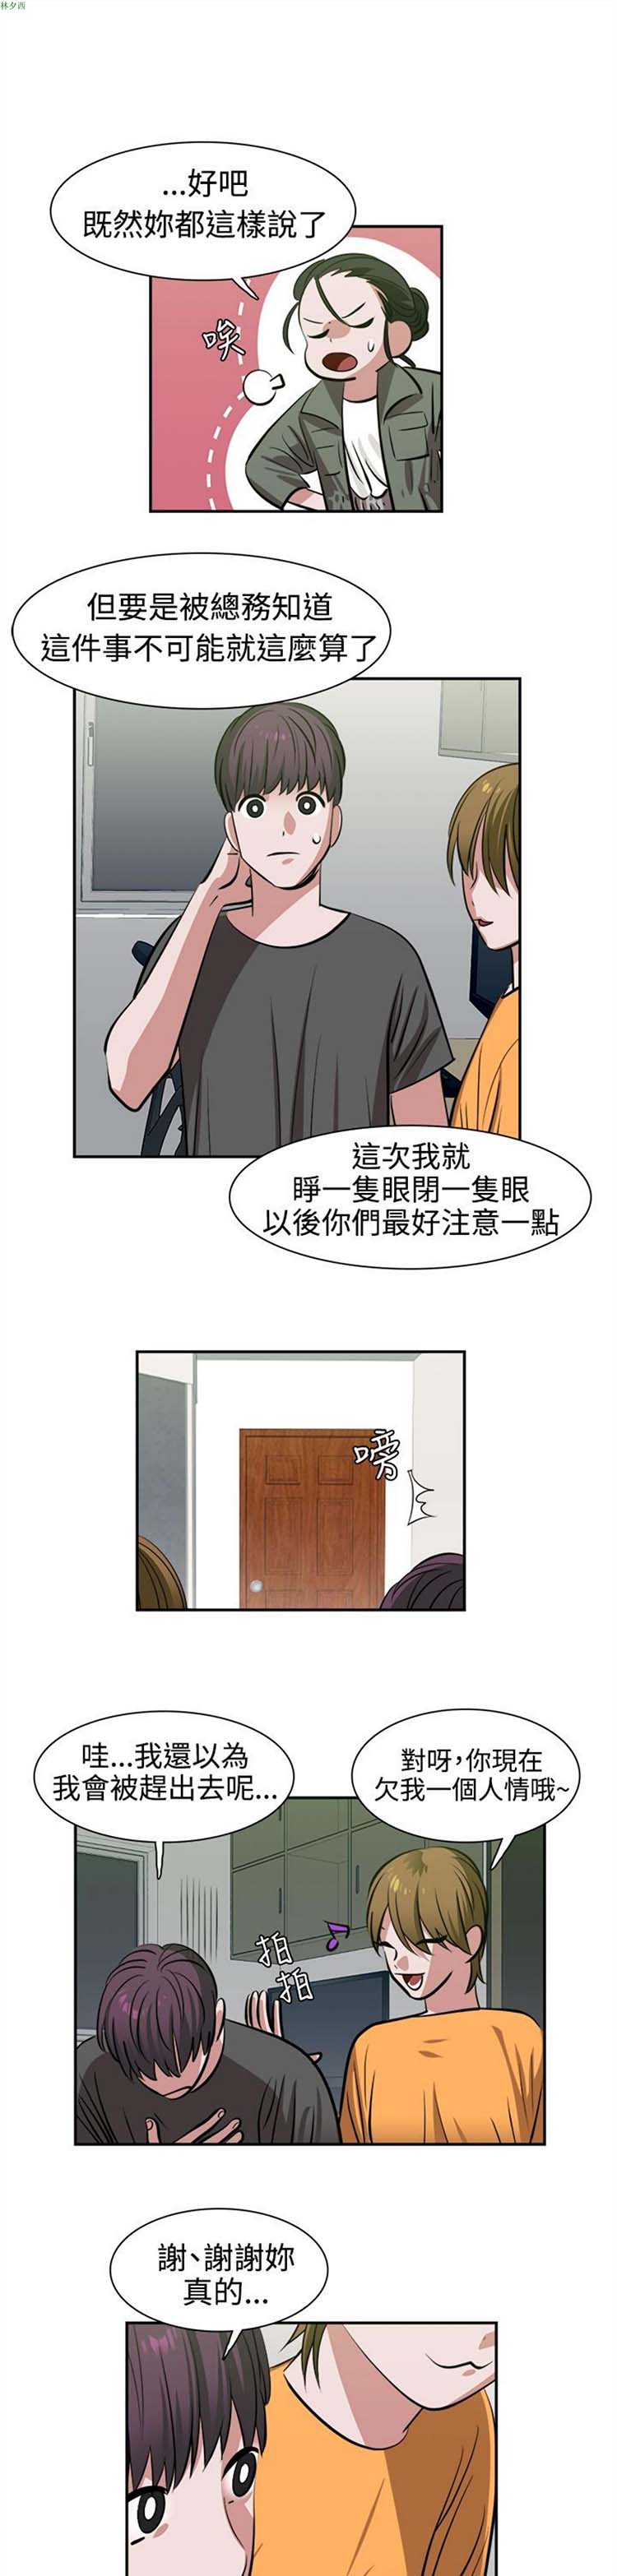 林夕西
...好吧
既然妳都這樣說了
唉
但要是被總務知道
這件事不可能就這麼算了
這次我就
睜一隻眼閉一隻眼
以後你們最好注意一點
嗙
哇...我還以為
我會被趕出去呢...
對呀，你現在
欠我一個人情哦~
拍
拍
謝、謝謝妳
真的...